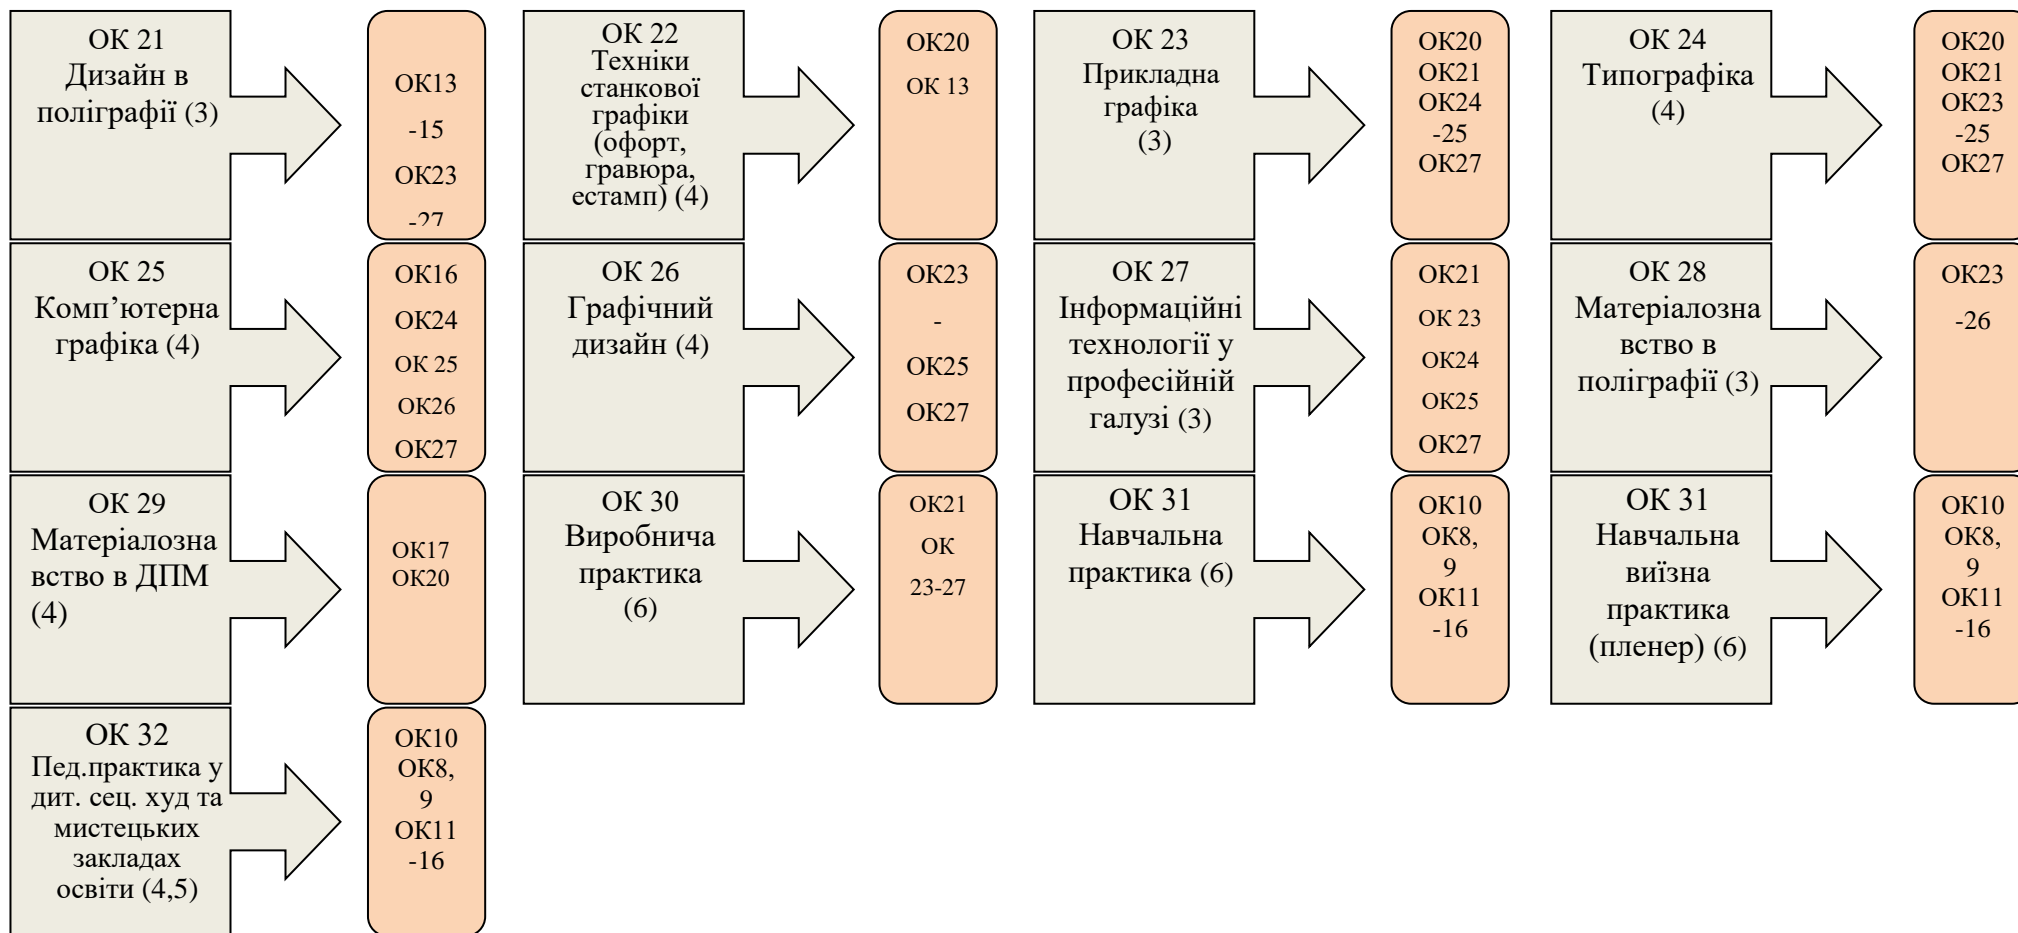 ОК 21
Дизайн в
поліграфії (3)
ОК13
-15
ОК23
-27
ОК 22
Техніки
станкової
графіки
(офорт,
гравюра,
естамп) (4)
ОК20
ОК 13
ОК 23
Прикладна
графіка
(3)
ОК20
ОК21
ОК24
-25
ОК27
ОК 24
Типографіка
(4)
ОК20
ОК21
ОК23
-25
ОК27
ОК 25
Комп’ютерна
графіка (4)
ОК16
ОК24
ОК 25
ОК26
ОК27
ОК 26
Графічний
дизайн (4)
ОК23
-
ОК25
ОК27
ОК 27
Інформаційні
технології у
професійній
галузі (3)
ОК21
ОК 23
ОК24
ОК25
ОК27
ОК 28
Матеріалозна
вство в
поліграфії (3)
ОК23
-26
ОК 29
Матеріалозна
вство в ДПМ
(4)
ОК17
ОК20
ОК 30
Виробнича
практика
(6)
ОК21
ОК
23-27
ОК 31
Навчальна
практика (6)
ОК10
ОК8,
9
ОК11
-16
ОК 31
Навчальна
виїзна
практика
(пленер) (6)
ОК10
ОК8,
9
ОК11
-16
ОК 32
Пед.практика у
дит. сец. худ та
мистецьких
закладах
освіти (4,5)
ОК10
ОК8,
9
ОК11
-16